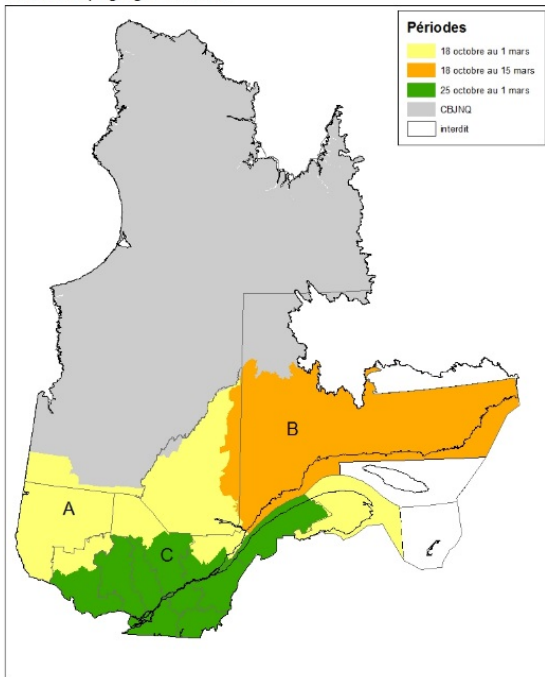 Périodes
18 octobre au 1 mars
18 octobre au 15 mars
25 octobre au 1 mars
CBJNQ
interdit
B
A
C